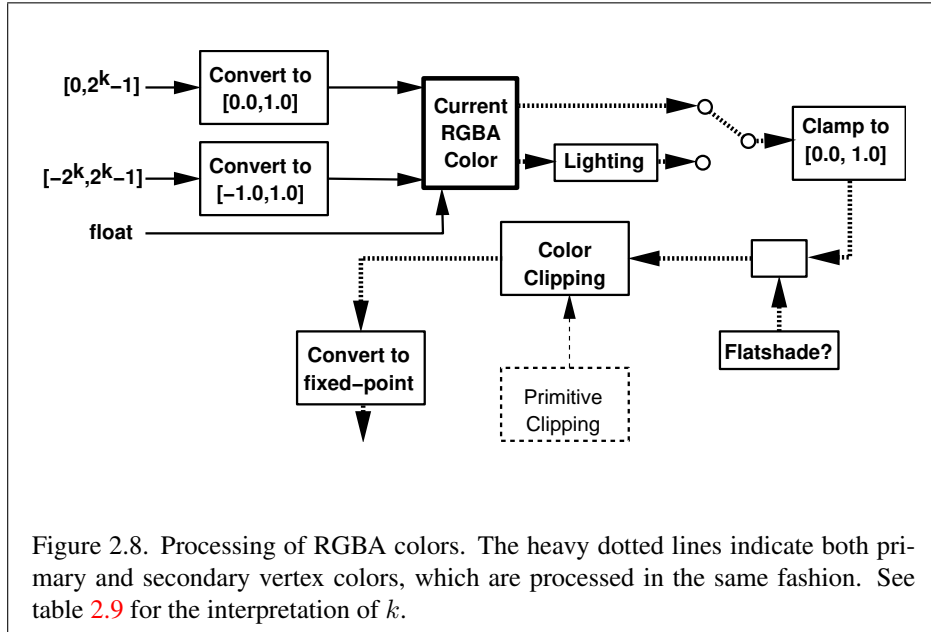 [0,2^k−1]
Convert to
[0.0,1.0]
Current
RGBA
Color
Clamp to
[0.0, 1.0]
[−2^k,2^k−1]
Convert to
[−1.0,1.0]
Lighting
float
Color
Clipping
Flatshade?
Convert to
fixed−point
Primitive
Clipping
Figure 2.8. Processing of RGBA colors. The heavy dotted lines indicate both pri-
mary and secondary vertex colors, which are processed in the same fashion. See
table 2.9 for the interpretation of k.